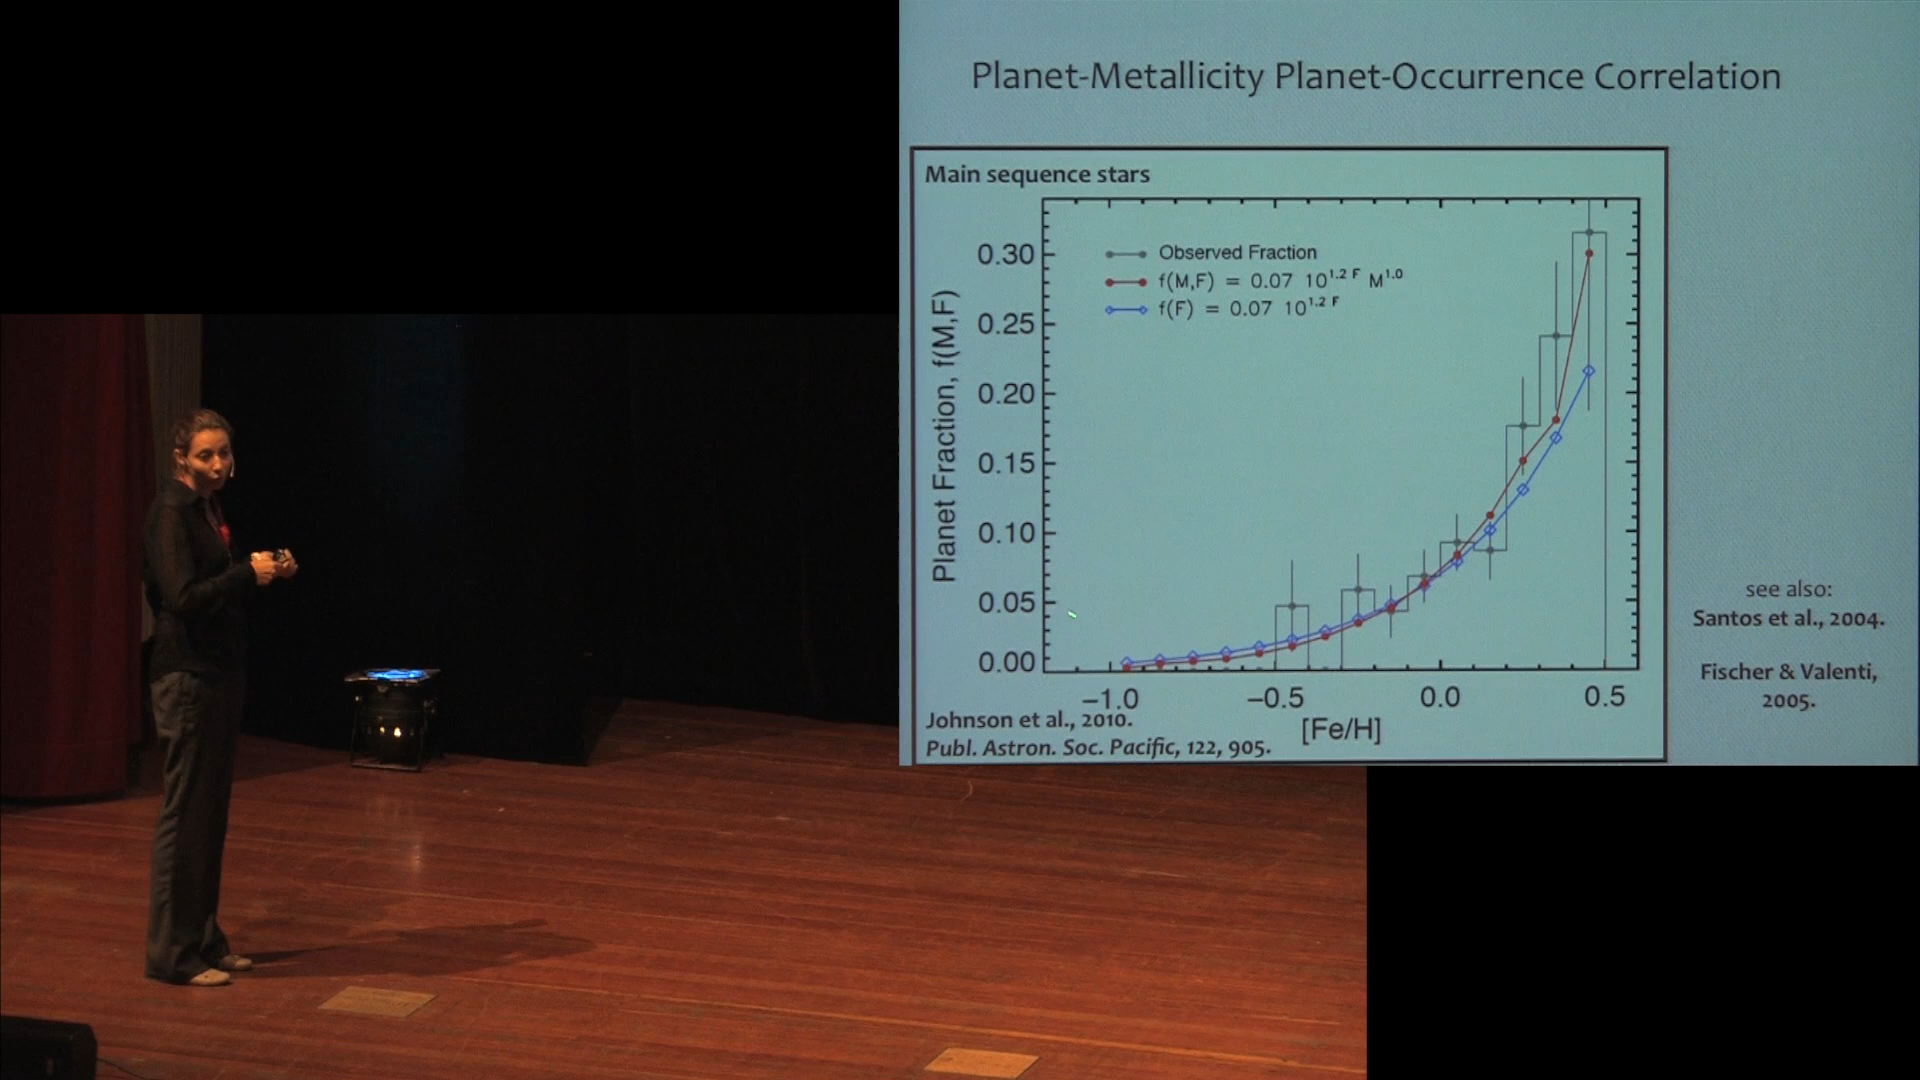 Planet-Metallicity Planet-Occurrence Correlation
Main sequence stars
Observed Fraction
f(M,F) = 0.07 10^1.2 F M^1.0
f(F) = 0.07 10^1.2 F
Planet Fraction, f(M,F)
0.30
0.25
0.20
0.15
0.10
0.05
0.00
−1.0 −0.5 0.0 0.5
[Fe/H]
Johnson et al., 2010.
Publ. Astron. Soc. Pacific, 122, 905.
see also:
Santos et al., 2004.
Fischer & Valenti,
2005.